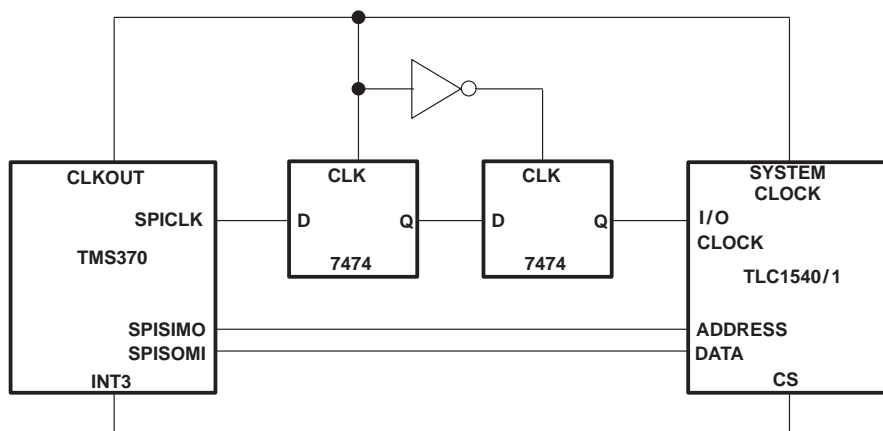 CLKOUT
SPICLK
TMS370
SPISIMO
SPISOMI
INT3
CLK
D
Q
7474
CLK
D
Q
7474
SYSTEM
CLOCK
I/O
CLOCK
TLC1540/1
ADDRESS
DATA
CS